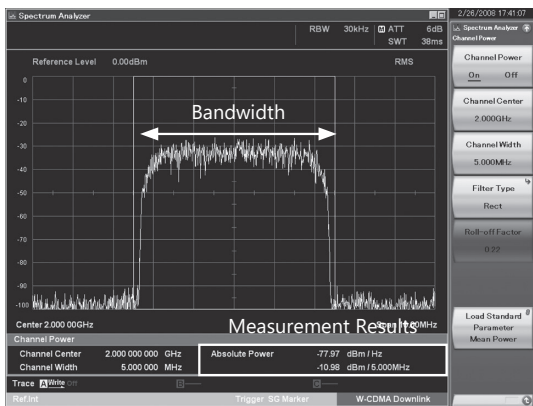 Spectrum Analyzer
2/26/2008 17:41:07
RBW 30kHz M ATT 6dB
SWT 38ms
Reference Level 0.00dBm
RMS
0
-10
-20
-30
-40
-50
-60
-70
-80
-90
-100
Bandwidth
Center 2.000 00GHz
Measurement Results
Channel Power
Channel Center 2.000 000 000 GHz
Channel Width 5.000 000 MHz
Absolute Power -77.97 dBm / Hz
-10.98 dBm / 5.000MHz
Trace A Write Off
Ref.Int
Trigger SG Marker
W-CDMA Downlink
Spectrum Analyzer
Channel Power
Channel Power
On Off
Channel Center
2.000GHz
Channel Width
5.000MHz
Filter Type
Rect
Roll-off Factor
0.22
Load Standard
Parameter
Mean Power